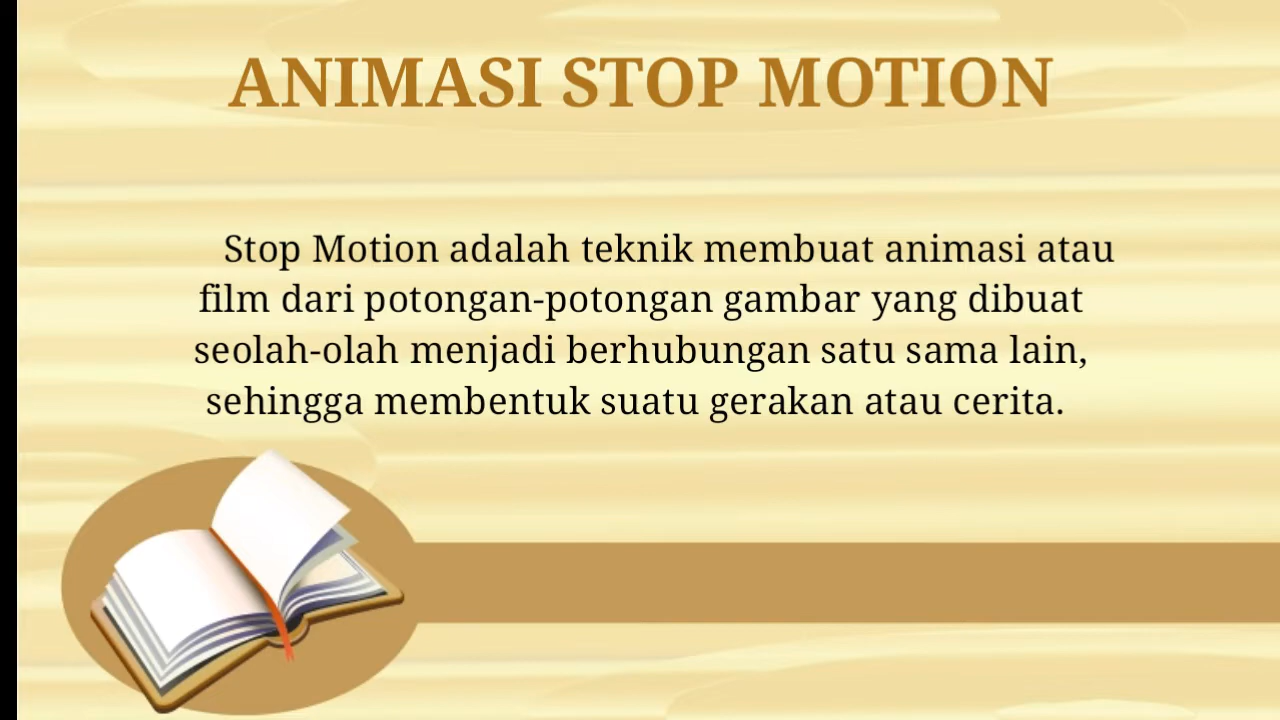 ANIMASI STOP MOTION
Stop Motion adalah teknik membuat animasi atau
film dari potongan-potongan gambar yang dibuat
seolah-olah menjadi berhubungan satu sama lain,
sehingga membentuk suatu gerakan atau cerita.